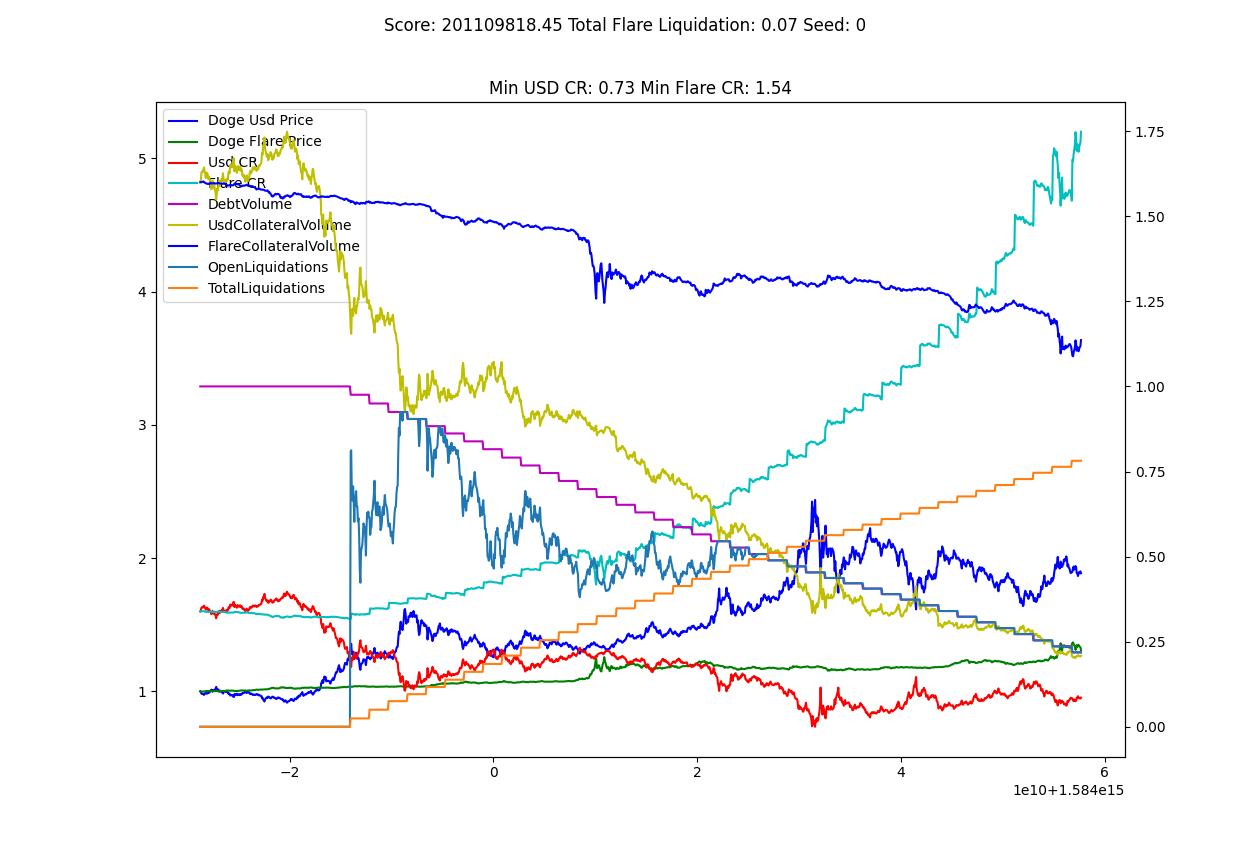 Score: 201109818.45 Total Flare Liquidation: 0.07 Seed: 0
Min USD CR: 0.73 Min Flare CR: 1.54
Doge Usd Price
Doge Flare Price
Usd CR
Flare CR
DebtVolume
UsdCollateralVolume
FlareCollateralVolume
OpenLiquidations
TotalLiquidations
5
4
3
2
1
1.75
1.50
1.25
1.00
0.75
0.50
0.25
0.00
−2
0
2
4
6
1e10+1.584e15